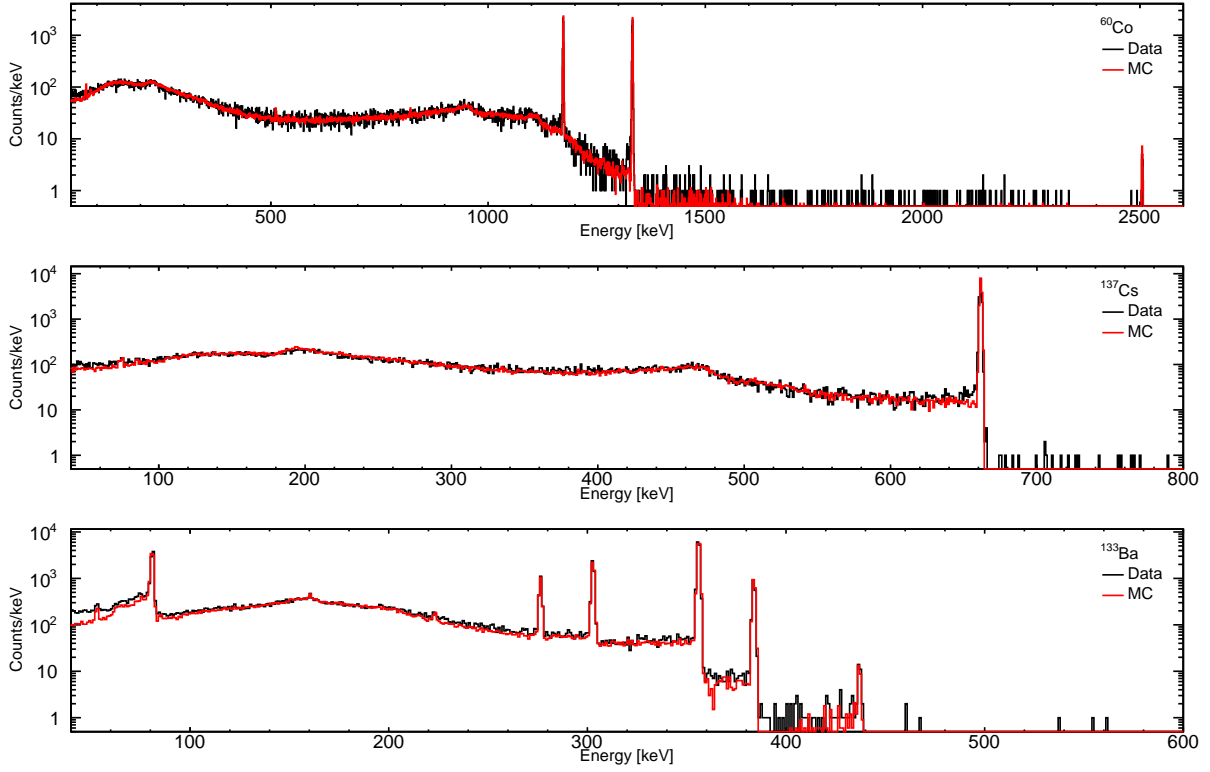 Counts/keV
10³
10²
10
1
⁶⁰Co
Data
MC
500 1000 1500 2000 2500
Energy [keV]
Counts/keV
10⁴
10³
10²
10
1
¹³⁷Cs
Data
MC
100 200 300 400 500 600 700 800
Energy [keV]
Counts/keV
10⁴
10³
10²
10
1
¹³³Ba
Data
MC
100 200 300 400 500 600
Energy [keV]